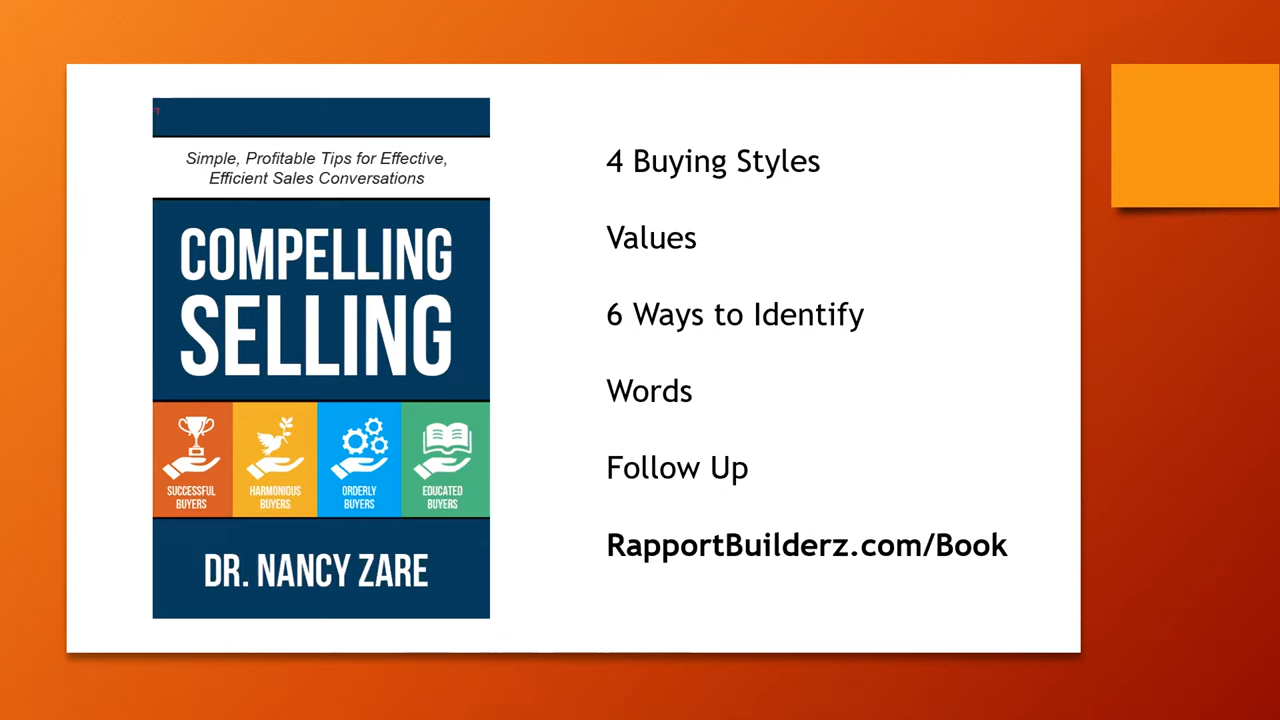 Simple, Profitable Tips for Effective,
Efficient Sales Conversations
COMPELLING
SELLING
SUCCESSFUL
BUYERS
HARMONIOUS
BUYERS
ORDERLY
BUYERS
EDUCATED
BUYERS
DR. NANCY ZARE
4 Buying Styles
Values
6 Ways to Identify
Words
Follow Up
RapportBuilderz.com/Book